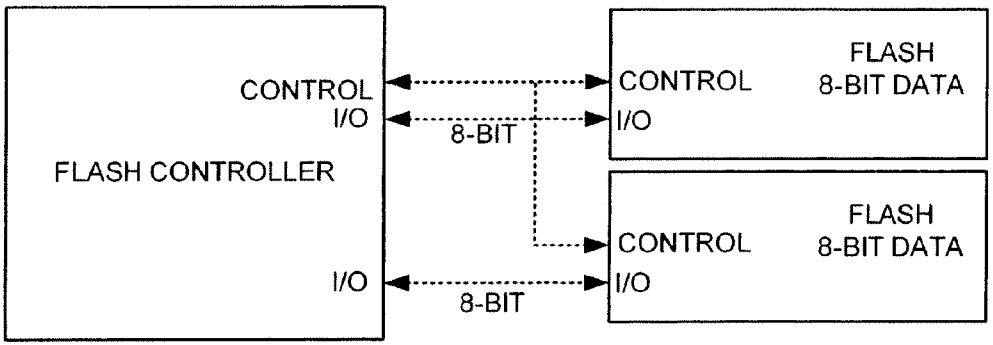 FLASH CONTROLLER
CONTROL
I/O
I/O
8-BIT
8-BIT
CONTROL
I/O
FLASH
8-BIT DATA
CONTROL
I/O
FLASH
8-BIT DATA